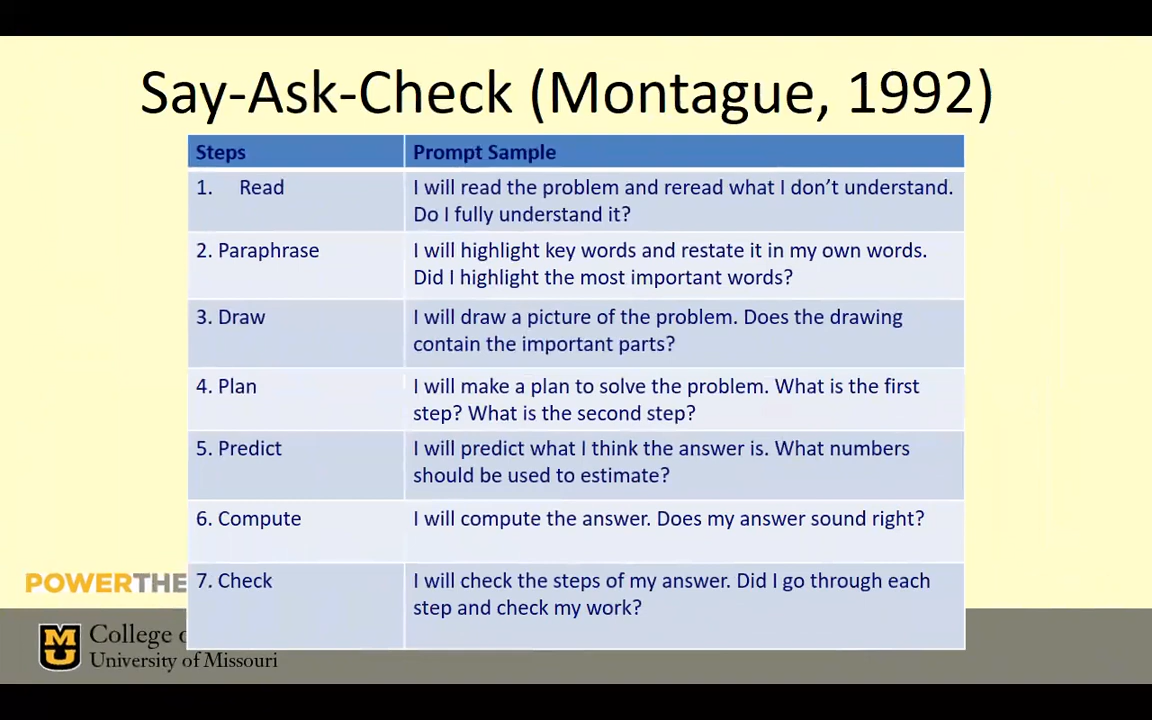 Say-Ask-Check (Montague, 1992)
Steps
Prompt Sample
1. Read
I will read the problem and reread what I don't understand.
Do I fully understand it?
2. Paraphrase
I will highlight key words and restate it in my own words.
Did I highlight the most important words?
3. Draw
I will draw a picture of the problem. Does the drawing
contain the important parts?
4. Plan
I will make a plan to solve the problem. What is the first
step? What is the second step?
5. Predict
I will predict what I think the answer is. What numbers
should be used to estimate?
6. Compute
I will compute the answer. Does my answer sound right?
7. Check
I will check the steps of my answer. Did I go through each
step and check my work?
POWERTHE
College
University of Missouri